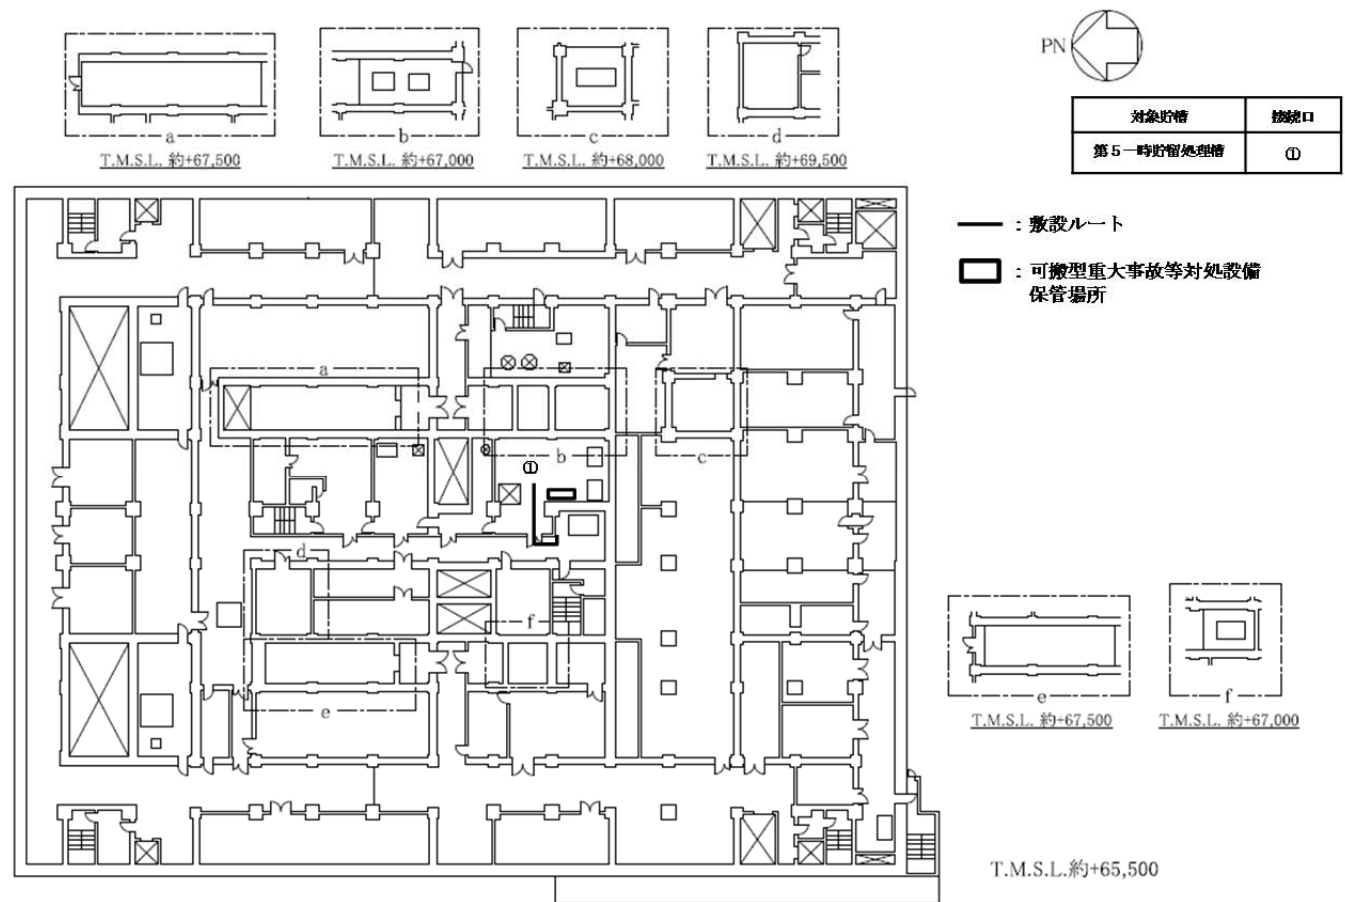 PN
a
T.M.S.L. 約+67,500
b
T.M.S.L. 約+67,000
c
T.M.S.L. 約+68,000
d
T.M.S.L. 約+69,500
対象貯槽
接続口
第5一時貯留処理槽
①
：敷設ルート
：可搬型重大事故等対処設備
保管場所
a
b
c
①
d
f
e
e
T.M.S.L. 約+67,500
f
T.M.S.L. 約+67,000
T.M.S.L.約+65,500